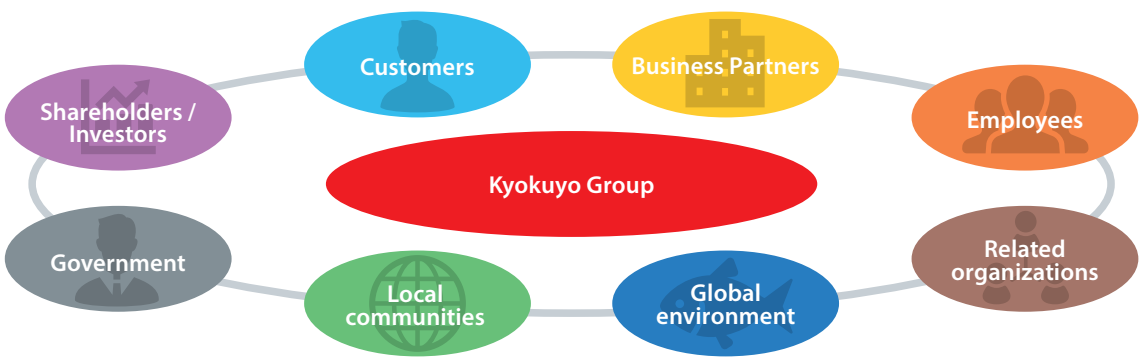 Customers
Business Partners
Shareholders /
Investors
Employees
Kyokuyo Group
Government
Related
organizations
Local
communities
Global
environment